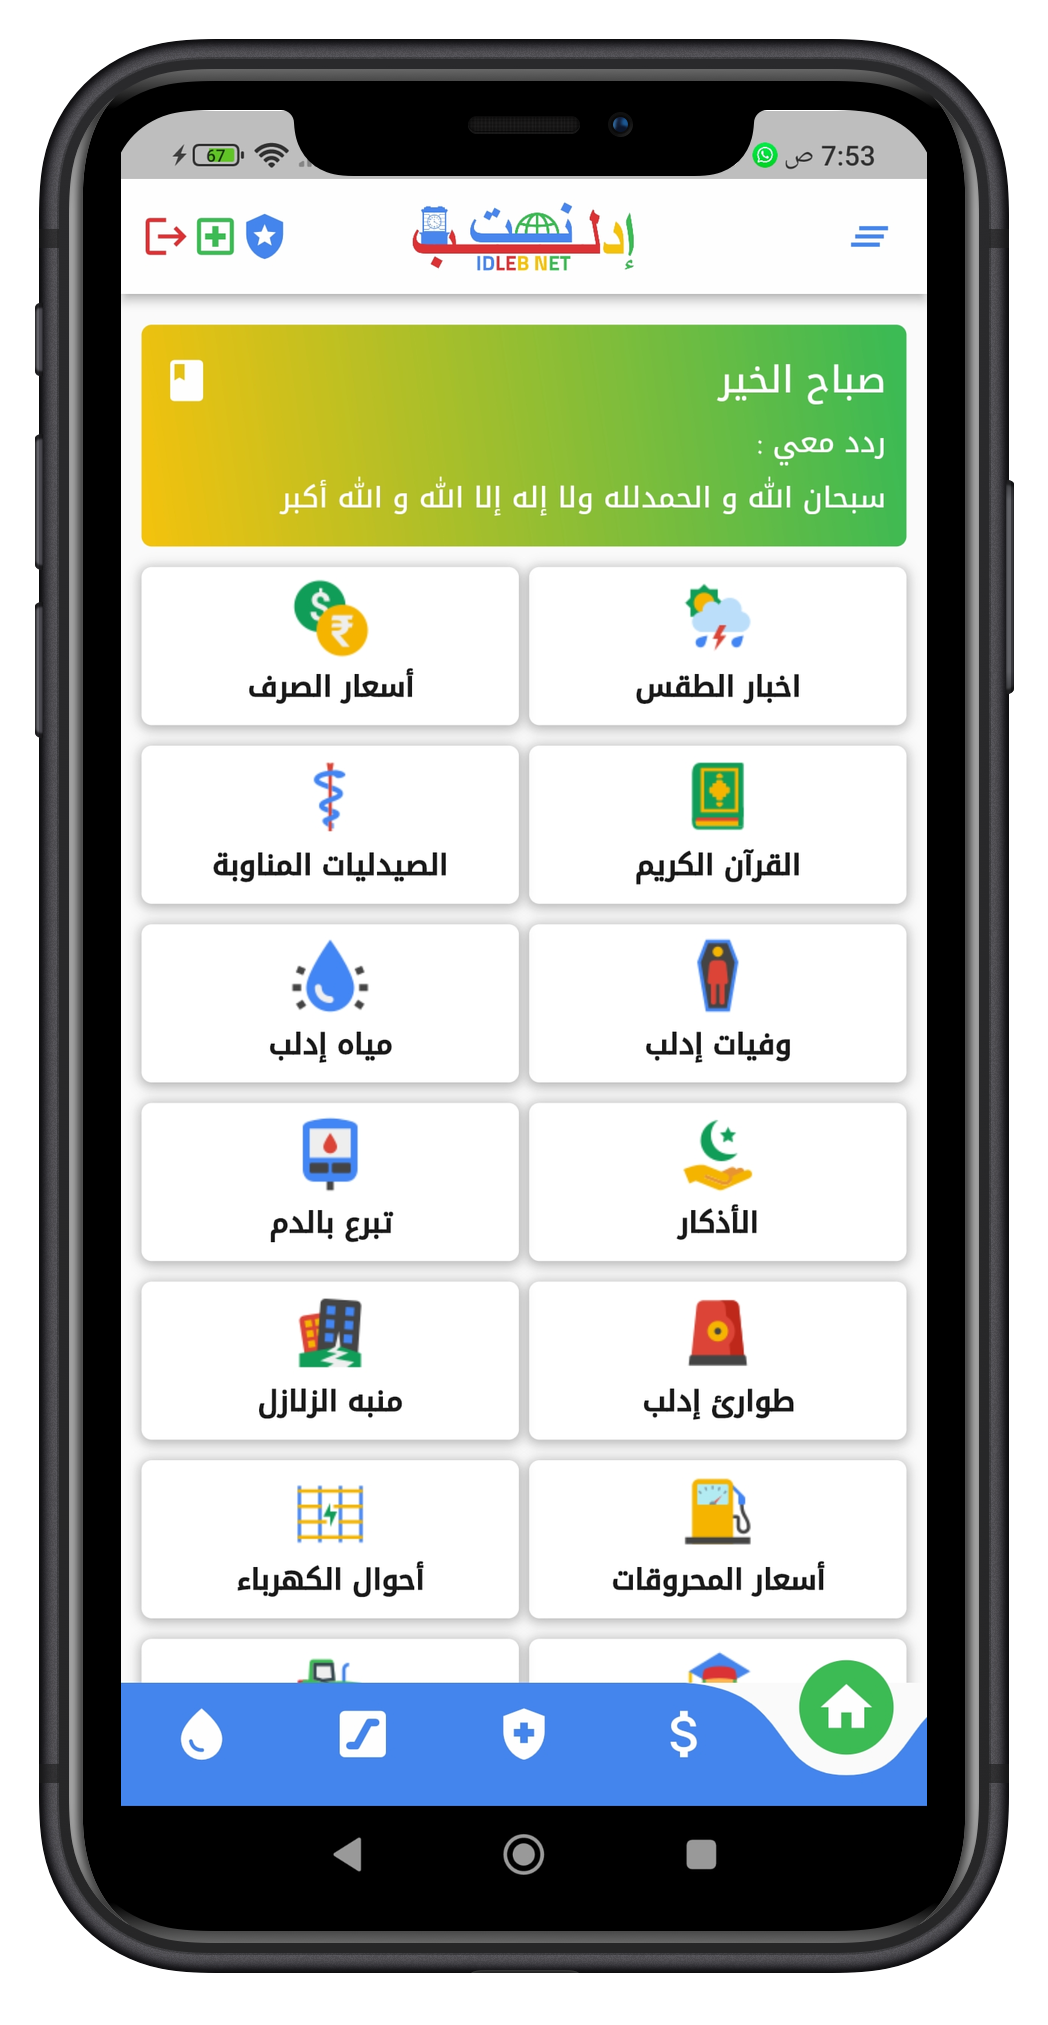 7:53 ص
67
إدلب نت
IDLEB NET
صباح الخير
ردد معي :
سبحان الله و الحمدلله ولا إله إلا الله و الله أكبر
اخبار الطقس
أسعار الصرف
القرآن الكريم
الصيدليات المناوبة
وفيات إدلب
مياه إدلب
الأذكار
تبرع بالدم
طوارئ إدلب
منبه الزلازل
أسعار المحروقات
أحوال الكهرباء